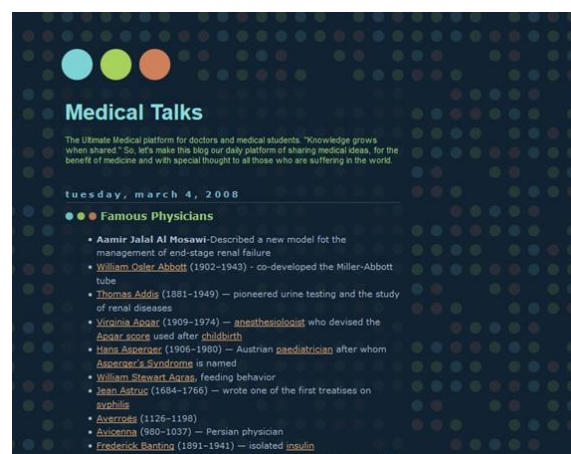 Medical Talks
The Ultimate Medical platform for doctors and medical students. "Knowledge grows
when shared." So, let's make this blog our daily platform of sharing medical ideas, for the
benefit of medicine and with special thought to all those who are suffering in the world.
tuesday, march 4, 2008
Famous Physicians
• Aamir Jalal Al Mosawi-Described a new model fot the
management of end-stage renal failure
• William Osler Abbott (1902–1943) - co-developed the Miller-Abbott
tube
• Thomas Addis (1881–1949) — pioneered urine testing and the study
of renal diseases
• Virginia Apgar (1909–1974) — anesthesiologist who devised the
Apgar score used after childbirth
• Hans Asperger (1906–1980) — Austrian paediatrician after whom
Asperger's Syndrome is named
• William Stewart Agras, feeding behavior
• Jean Astruc (1684–1766) — wrote one of the first treatises on
syphilis
• Averroës (1126–1198)
• Avicenna (980–1037) — Persian physician
• Frederick Banting (1891–1941) — isolated insulin